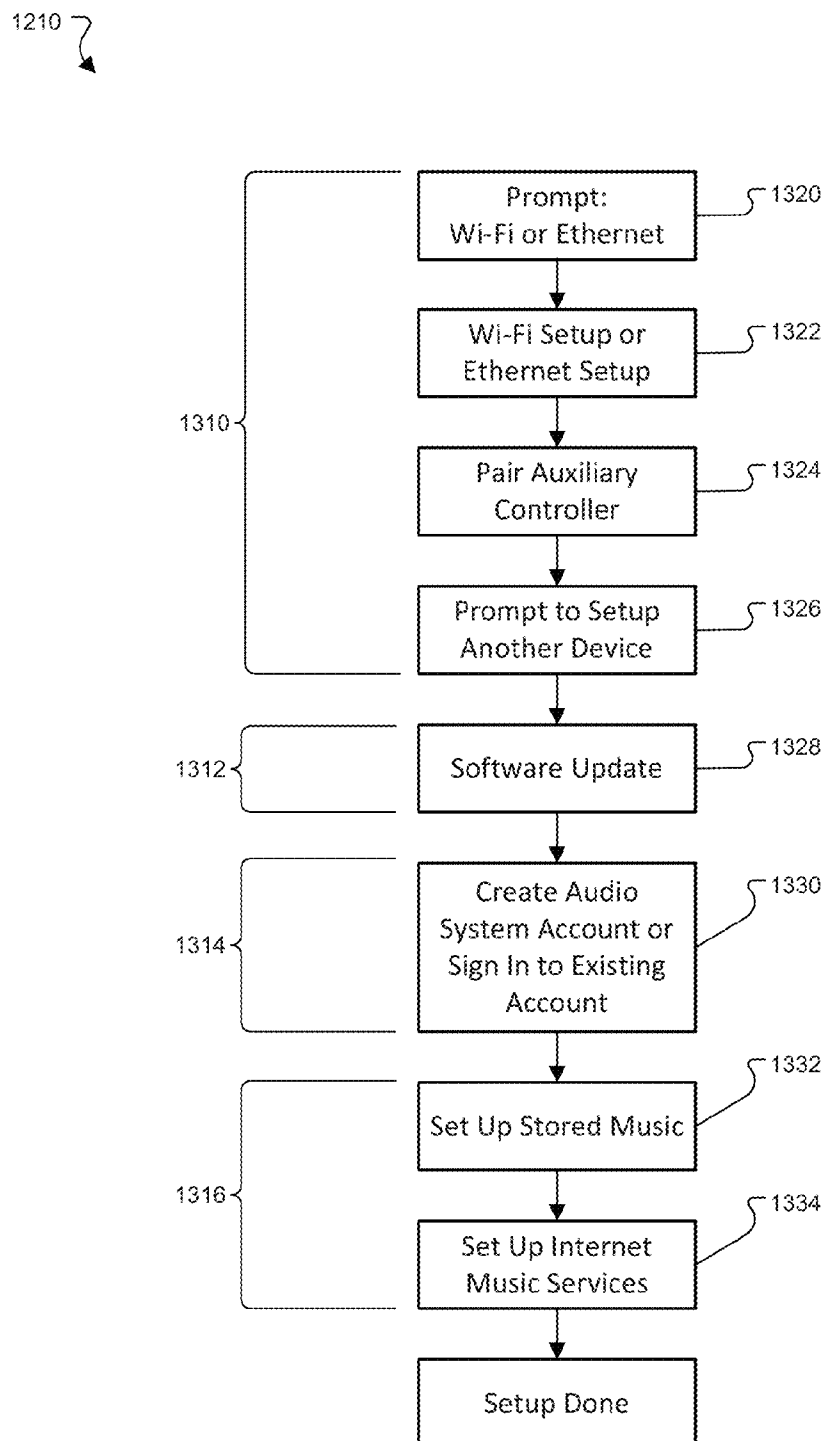 1210
Prompt:
Wi-Fi or Ethernet
1320
Wi-Fi Setup or
Ethernet Setup
1322
1310
Pair Auxiliary
Controller
1324
Prompt to Setup
Another Device
1326
1312
Software Update
1328
1314
Create Audio
System Account or
Sign In to Existing
Account
1330
1316
Set Up Stored Music
1332
Set Up Internet
Music Services
1334
Setup Done